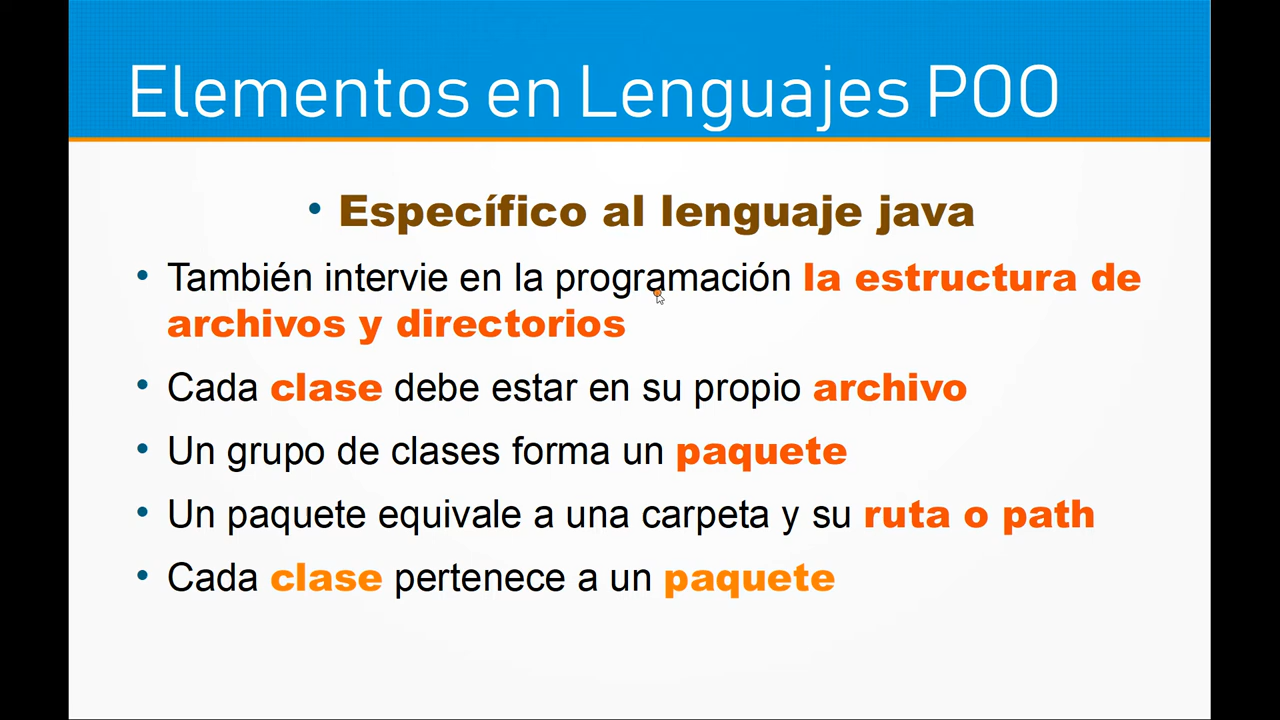 Elementos en Lenguajes POO
• Específico al lenguaje java
• También intervie en la programación la estructura de
archivos y directorios
• Cada clase debe estar en su propio archivo
• Un grupo de clases forma un paquete
• Un paquete equivale a una carpeta y su ruta o path
• Cada clase pertenece a un paquete